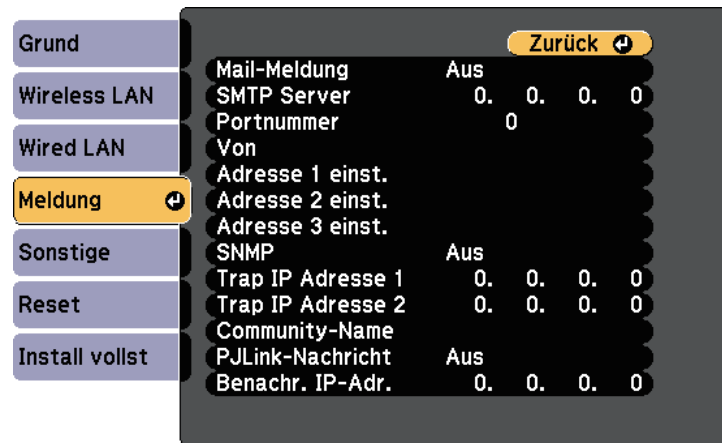 Grund
Wireless LAN
Wired LAN
Meldung
Sonstige
Reset
Install vollst
Zurück
Mail-Meldung Aus
SMTP Server 0. 0. 0. 0
Portnummer 0
Von
Adresse 1 einst.
Adresse 2 einst.
Adresse 3 einst.
SNMP Aus
Trap IP Adresse 1 0. 0. 0. 0
Trap IP Adresse 2 0. 0. 0. 0
Community-Name
PJLink-Nachricht Aus
Benachr. IP-Adr. 0. 0. 0. 0